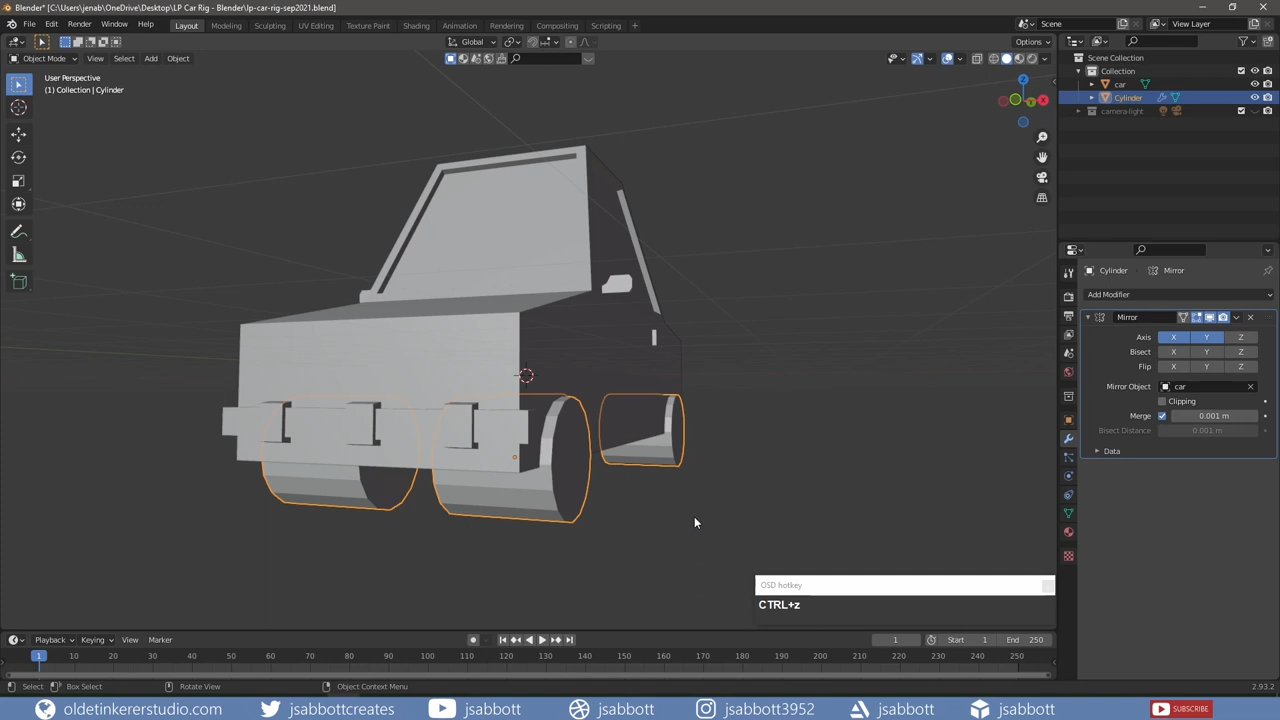 Blender* [C:\Users\jenab\OneDrive\Desktop\LP Car Rig\lp-car-rig-sep2021.blend]
File Edit Render Window Help
Layout Modeling Sculpting UV Editing Texture Paint Shading Animation Rendering Compositing Scripting +
Scene
View Layer
Global
Options
Object Mode View Select Add Object
User Perspective
(1) Collection | Cylinder
Z
X
Y
Scene Collection
Collection
car
Cylinder
camera-light
Cylinder > Mirror
Add Modifier
Mirror
Axis X Y Z
Bisect X Y Z
Flip X Y Z
Mirror Object car
Clipping
Merge 0.001 m
Bisect Distance 0.001 m
Data
OSD hotkey
CTRL+z
Playback Keying View Marker
1
Start 1
End 250
1 10 20 30 40 50 60 70 80 90 100 110 120 130 140 150 160 170 180 190 200 210 220 230 240 250
Select Box Select Rotate View Object Context Menu
2.93.2
oldetinkererstudio.com jsabbottcreates jsabbott jsabbott jsabbott3952 jsabbott jsabbott SUBSCRIBE